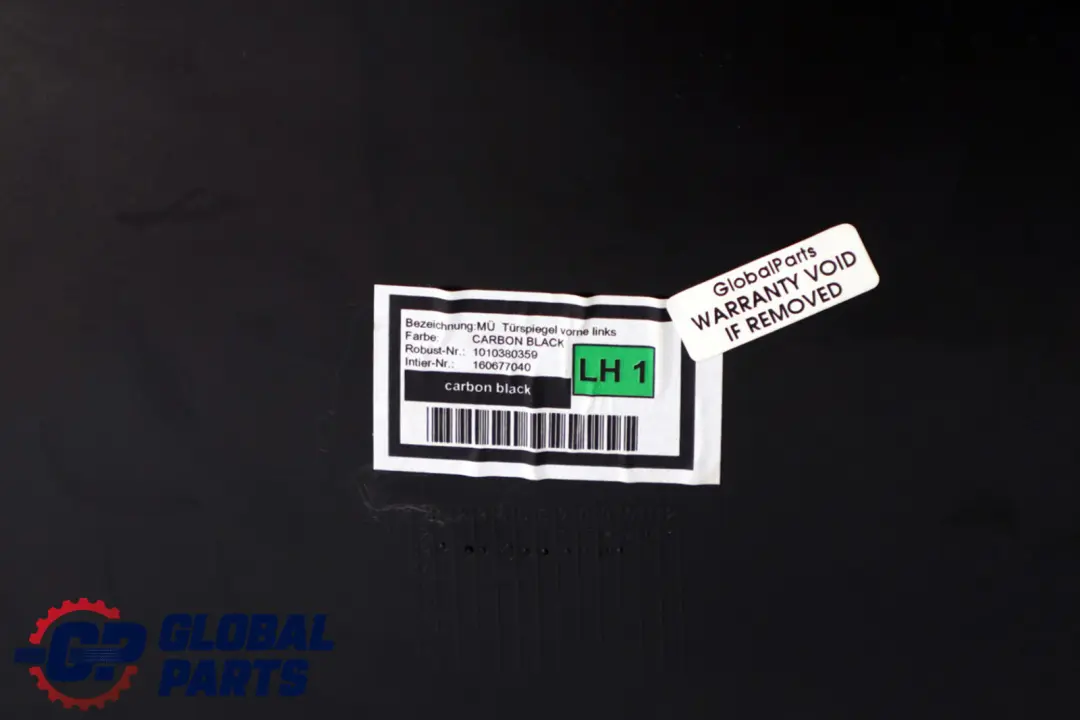 GlobalParts
WARRANTY VOID
IF REMOVED
Bezeichnung:MÜ Türspiegel vorne links
Farbe: CARBON BLACK
Robust-Nr.: 1010380359
Intier-Nr.: 160677040
LH 1
carbon black
GP GLOBAL
PARTS